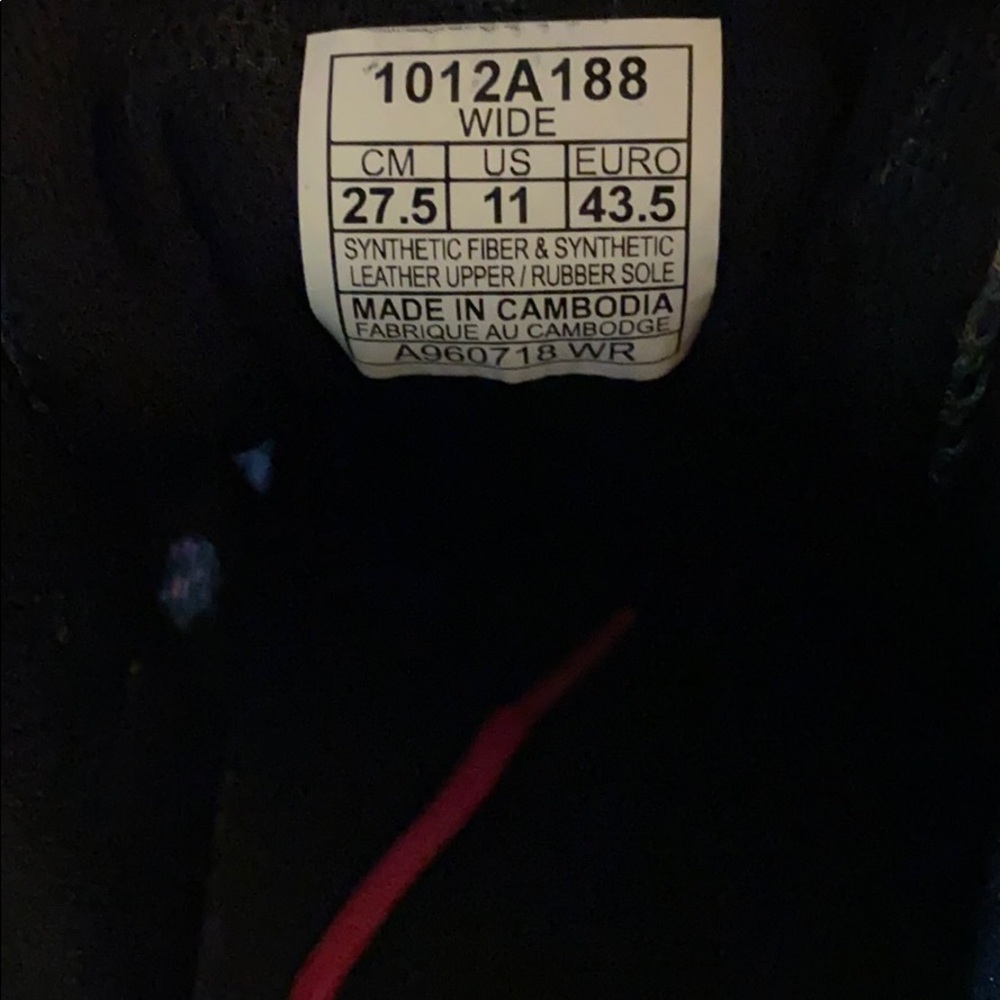 1012A188
WIDE
CM US EURO
27.5 11 43.5
SYNTHETIC FIBER & SYNTHETIC
LEATHER UPPER / RUBBER SOLE
MADE IN CAMBODIA
FABRIQUE AU CAMBODGE
A960718 WR